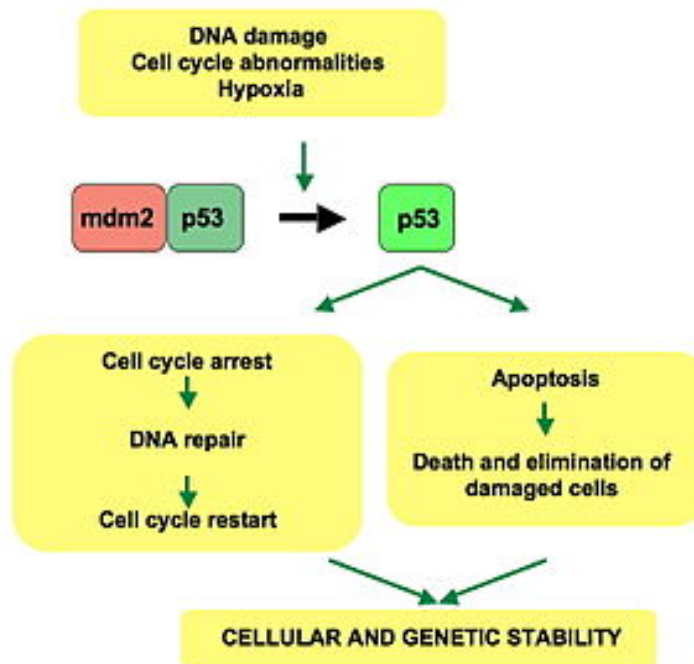 DNA damage
Cell cycle abnormalities
Hypoxia
mdm2 p53
p53
Cell cycle arrest
DNA repair
Cell cycle restart
Apoptosis
Death and elimination of
damaged cells
CELLULAR AND GENETIC STABILITY